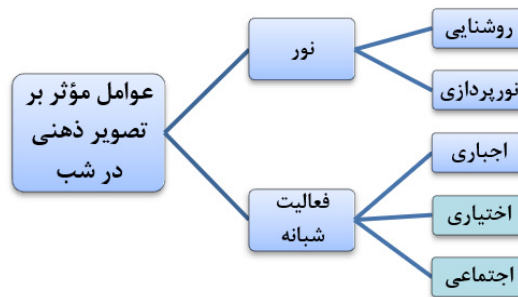 عوامل مؤثر بر
تصویر ذهنی
در شب
نور
روشنایی
نورپردازی
فعالیت
شبانه
اجباری
اختیاری
اجتماعی